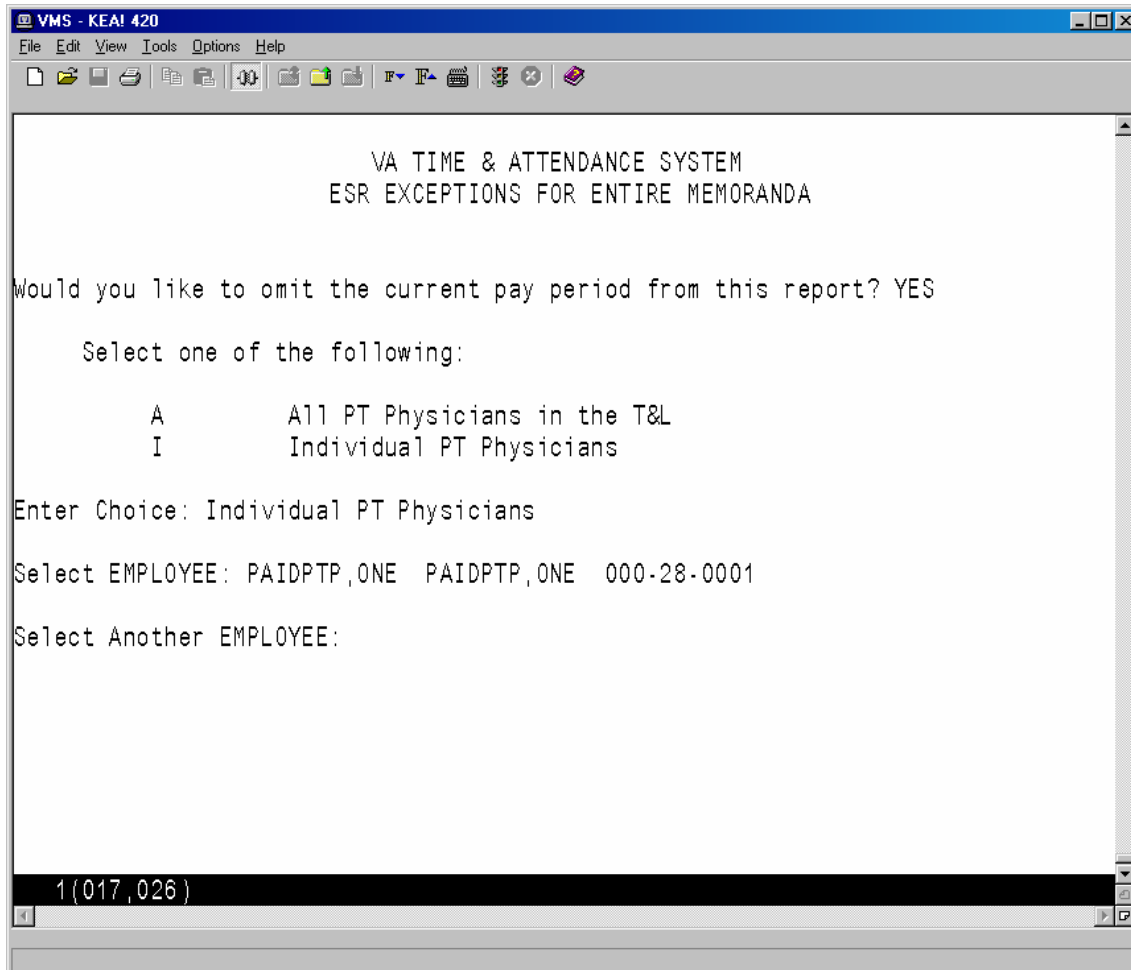 VMS - KEA! 420
File Edit View Tools Options Help
VA TIME & ATTENDANCE SYSTEM
ESR EXCEPTIONS FOR ENTIRE MEMORANDA
Would you like to omit the current pay period from this report? YES
Select one of the following:
A All PT Physicians in the T&L
I Individual PT Physicians
Enter Choice: Individual PT Physicians
Select EMPLOYEE: PAIDPTP,ONE PAIDPTP,ONE 000-28-0001
Select Another EMPLOYEE:
1(017,026)